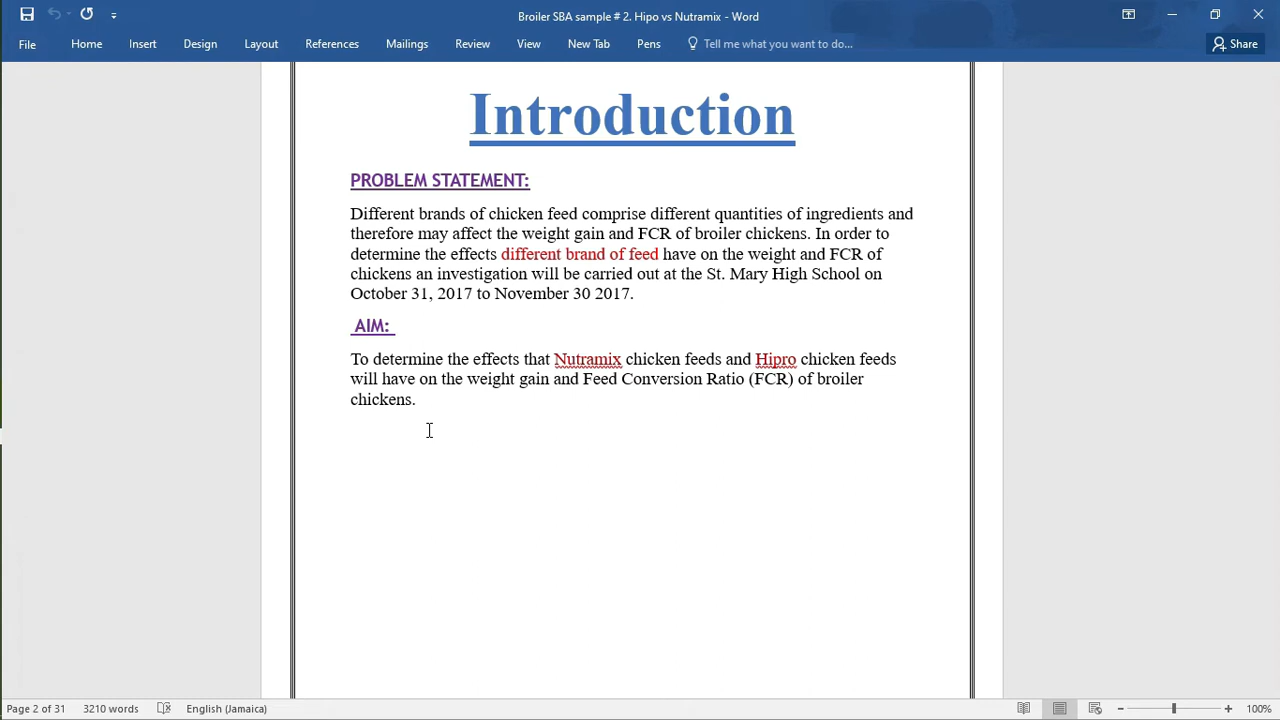 Broiler SBA sample # 2. Hipo vs Nutramix - Word
File Home Insert Design Layout References Mailings Review View New Tab Pens Tell me what you want to do... Share
Introduction
PROBLEM STATEMENT:
Different brands of chicken feed comprise different quantities of ingredients and
therefore may affect the weight gain and FCR of broiler chickens. In order to
determine the effects different brand of feed have on the weight and FCR of
chickens an investigation will be carried out at the St. Mary High School on
October 31, 2017 to November 30 2017.
AIM:
To determine the effects that Nutramix chicken feeds and Hipro chicken feeds
will have on the weight gain and Feed Conversion Ratio (FCR) of broiler
chickens.
Page 2 of 31 3210 words English (Jamaica) 100%